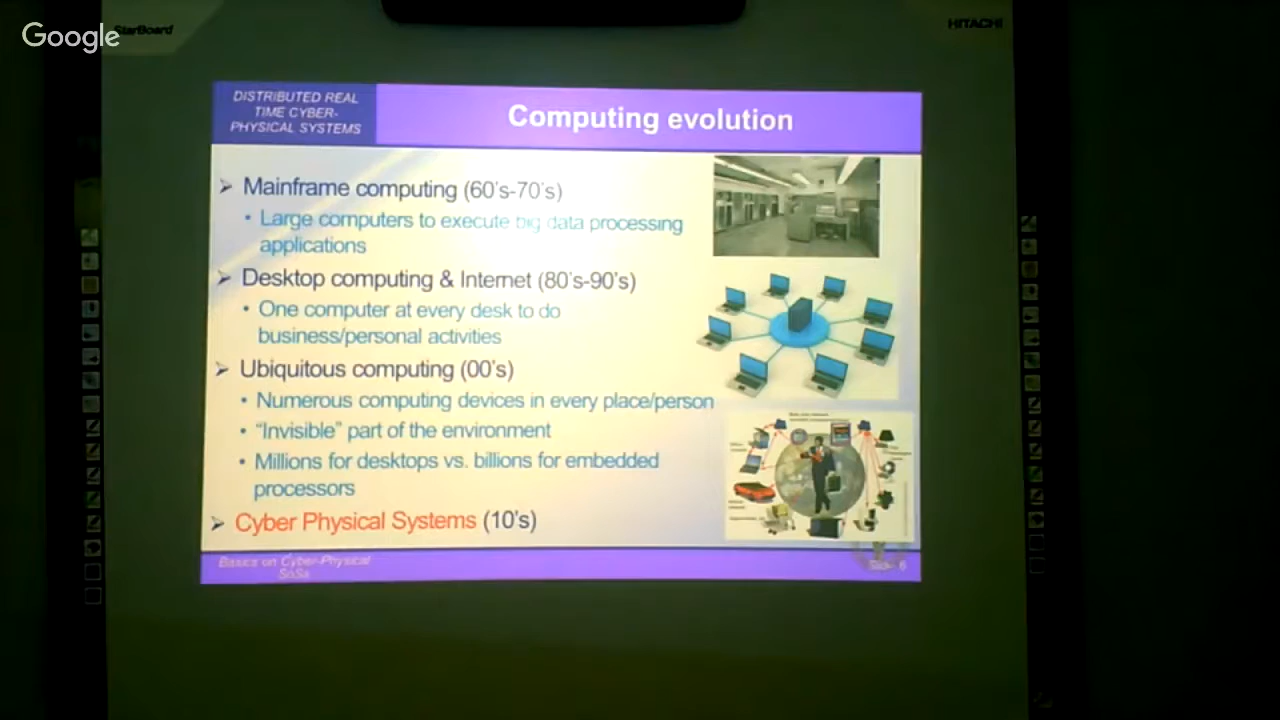 Google
StarBoard
HITACHI
DISTRIBUTED REAL
TIME CYBER-
PHYSICAL SYSTEMS
Computing evolution
➢ Mainframe computing (60's-70's)
• Large computers to execute big data processing
applications
➢ Desktop computing & Internet (80's-90's)
• One computer at every desk to do
business/personal activities
➢ Ubiquitous computing (00's)
• Numerous computing devices in every place/person
• "Invisible" part of the environment
• Millions for desktops vs. billions for embedded
processors
➢ Cyber Physical Systems (10's)
Basics on Cyber-Physical
SoSs
Slide 6